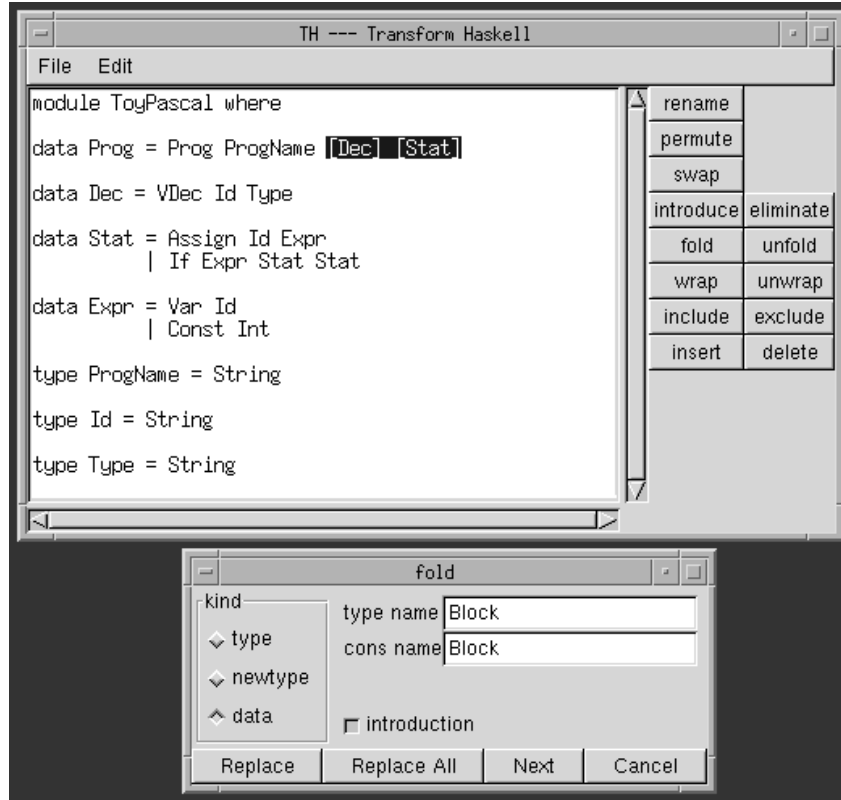 TH --- Transform Haskell
File Edit
module ToyPascal where
data Prog = Prog ProgName [Dec] [Stat]
data Dec = VDec Id Type
data Stat = Assign Id Expr
| If Expr Stat Stat
data Expr = Var Id
| Const Int
type ProgName = String
type Id = String
type Type = String
rename
permute
swap
introduce eliminate
fold unfold
wrap unwrap
include exclude
insert delete
fold
kind
type
newtype
data
type name Block
cons name Block
introduction
Replace Replace All Next Cancel